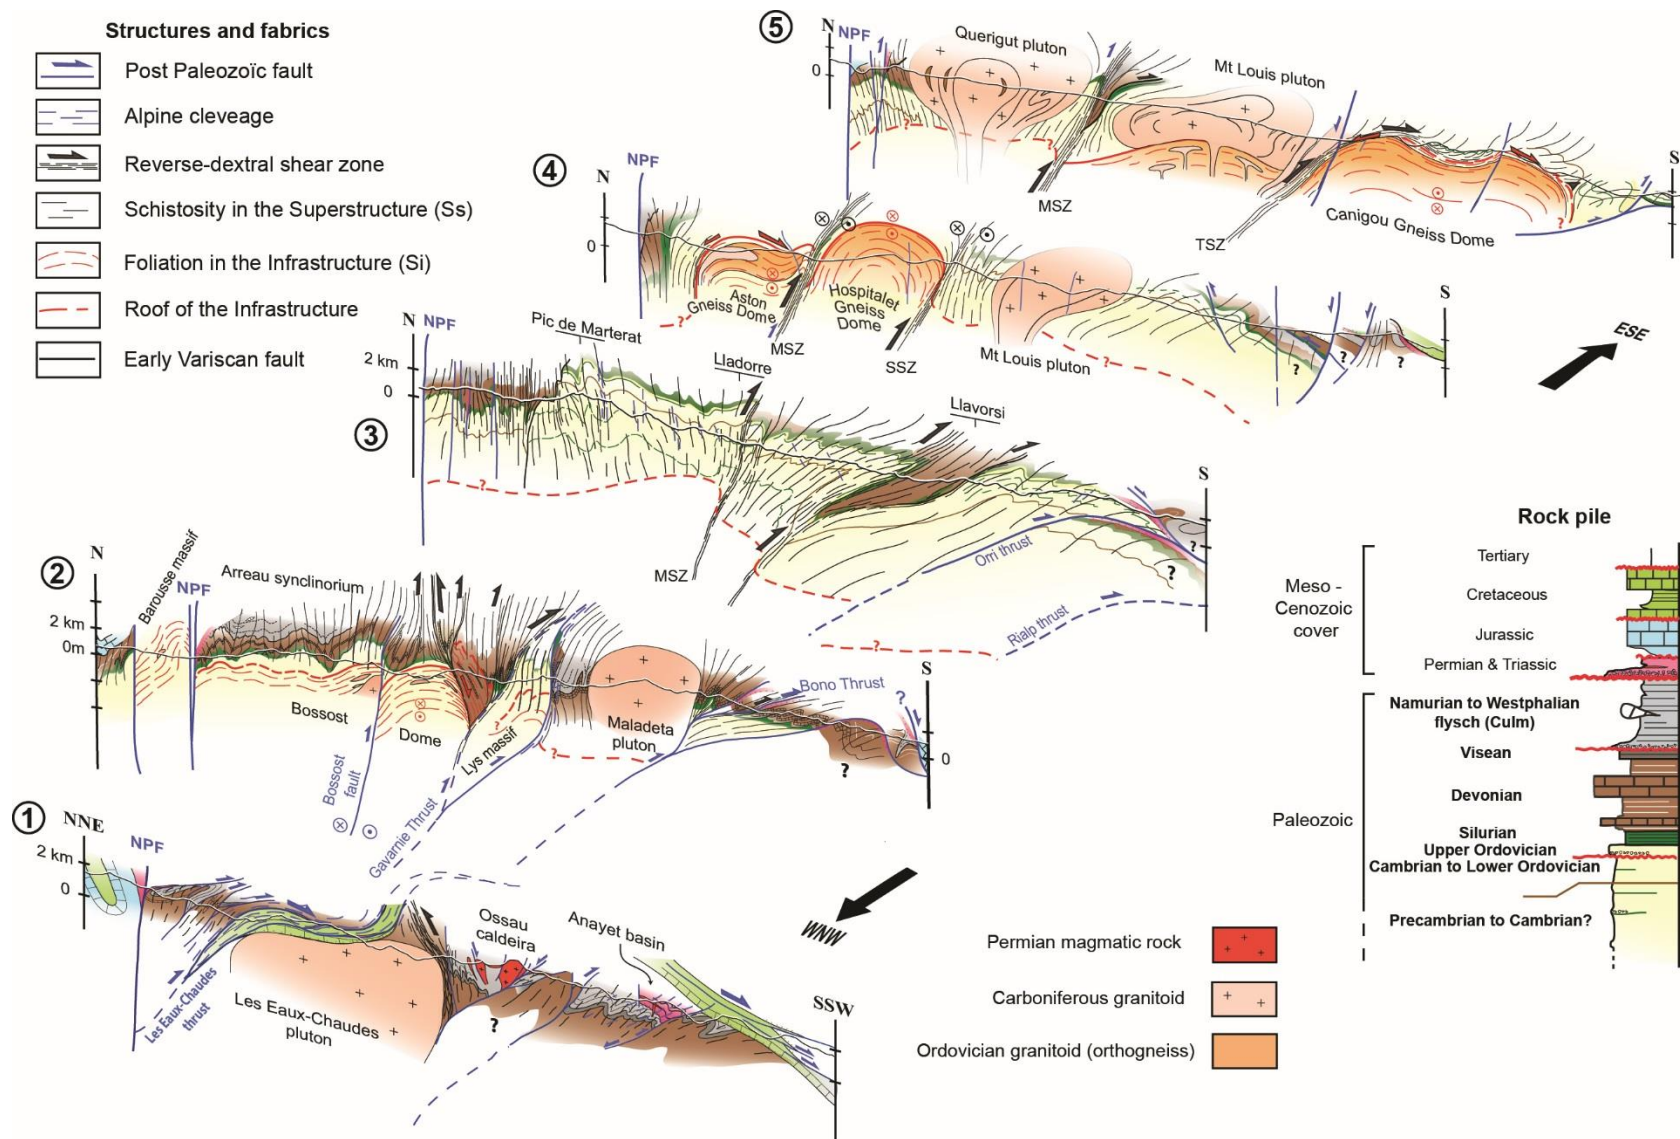 Structures and fabrics
Post Paleozoïc fault
Alpine cleveage
Reverse-dextral shear zone
Schistosity in the Superstructure (Ss)
Foliation in the Infrastructure (Si)
Roof of the Infrastructure
Early Variscan fault
5
N
NPF
0
Querigut pluton
Mt Louis pluton
?
?
MSZ
TSZ
Canigou Gneiss Dome
?
S
4
N
NPF
0
?
Aston
Gneiss Dome
MSZ
Hospitalet
Gneiss
Dome
SSZ
?
Mt Louis pluton
?
?
?
S
ESE
3
N
NPF
2 km
0
Pic de Marterat
Lladorre
Llavorsi
?
MSZ
Orri thrust
Rialp thrust
?
?
?
S
2
N
2 km
0m
Barousse massif
NPF
Arreau synclinorium
Bossost
Dome
Bossost
fault
Lys massif
Gavarnie Thrust
?
?
?
Maladeta
pluton
Bono Thrust
?
?
S
0
1
NNE
2 km
0
NPF
Les Eaux-Chaudes
thrust
Les Eaux-Chaudes
pluton
Ossau
caldeira
Anayet basin
?
SSW
WNW
Rock pile
Meso -
Cenozoic
cover
Tertiary
Cretaceous
Jurassic
Permian & Triassic
Paleozoic
Namurian to Westphalian
flysch (Culm)
Visean
Devonian
Silurian
Upper Ordovician
Cambrian to Lower Ordovician
Precambrian to Cambrian?
Permian magmatic rock
Carboniferous granitoid
Ordovician granitoid (orthogneiss)